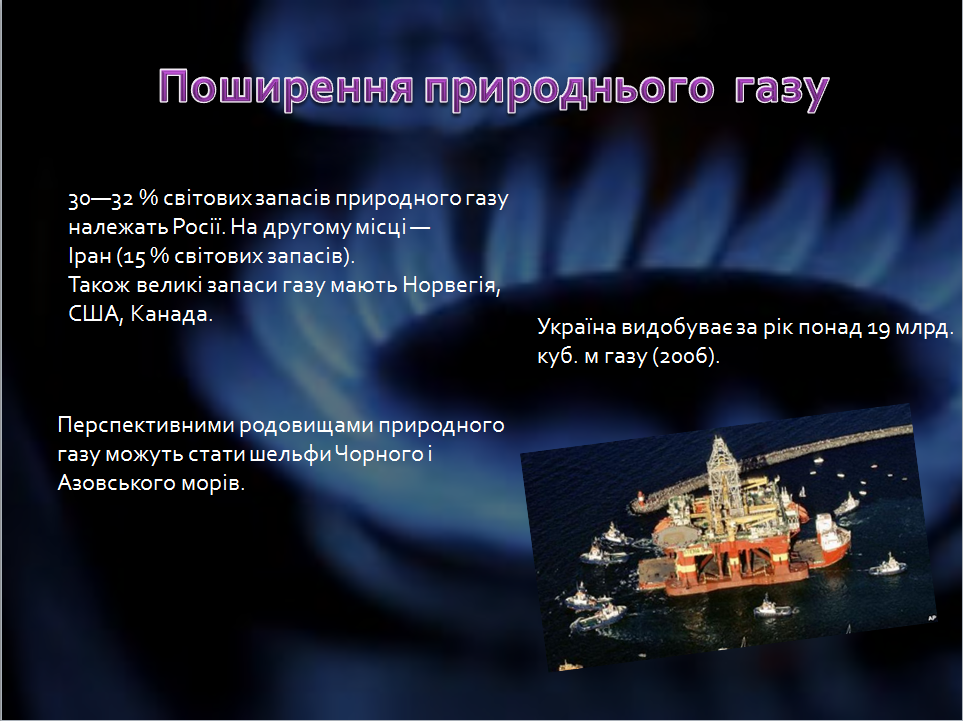 Поширення природнього газу
30—32 % світових запасів природного газу
належать Росії. На другому місці —
Іран (15 % світових запасів).
Також великі запаси газу мають Норвегія,
США, Канада.
Україна видобуває за рік понад 19 млрд.
куб. м газу (2006).
Перспективними родовищами природного
газу можуть стати шельфи Чорного і
Азовського морів.
AP